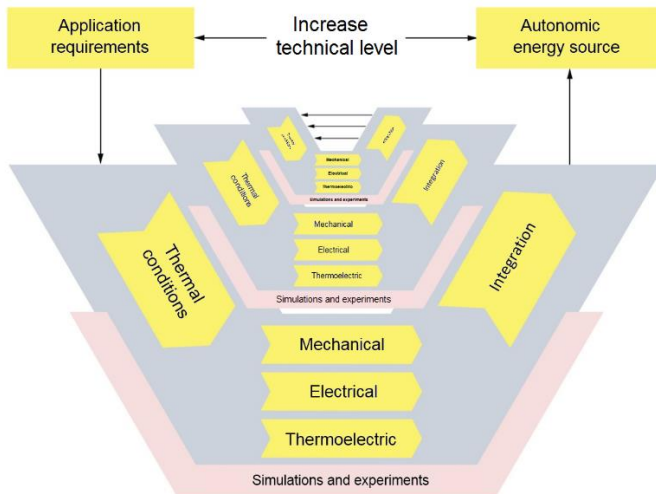 Application
requirements
Increase
technical level
Autonomic
energy source
Mechanical
Electrical
Thermoelectric
Simulations and experiments
Thermal
conditions
Integration
Mechanical
Electrical
Thermoelectric
Simulations and experiments
Thermal
conditions
Integration
Mechanical
Electrical
Thermoelectric
Simulations and experiments